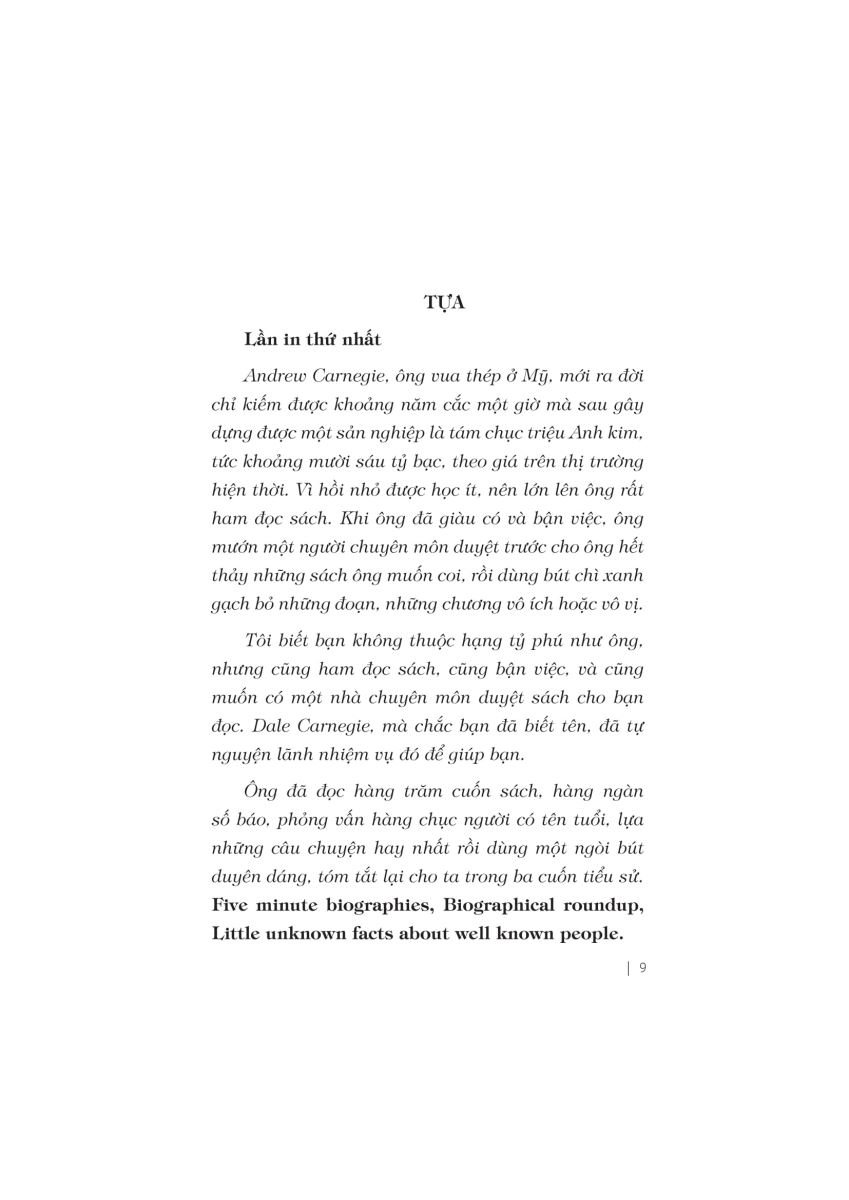 TỰA
Lần in thứ nhất
Andrew Carnegie, ông vua thép ở Mỹ, mới ra đời
chỉ kiếm được khoảng năm cắc một giờ mà sau gây
dựng được một sản nghiệp là tám chục triệu Anh kim,
tức khoảng mười sáu tỷ bạc, theo giá trên thị trường
hiện thời. Vì hồi nhỏ được học ít, nên lớn lên ông rất
ham đọc sách. Khi ông đã giàu có và bận việc, ông
mướn một người chuyên môn duyệt trước cho ông hết
thảy những sách ông muốn coi, rồi dùng bút chì xanh
gạch bỏ những đoạn, những chương vô ích hoặc vô vị.
Tôi biết bạn không thuộc hạng tỷ phú như ông,
nhưng cũng ham đọc sách, cũng bận việc, và cũng
muốn có một nhà chuyên môn duyệt sách cho bạn
đọc. Dale Carnegie, mà chắc bạn đã biết tên, đã tự
nguyện lãnh nhiệm vụ đó để giúp bạn.
Ông đã đọc hàng trăm cuốn sách, hàng ngàn
số báo, phỏng vấn hàng chục người có tên tuổi, lựa
những câu chuyện hay nhất rồi dùng một ngòi bút
duyên dáng, tóm tắt lại cho ta trong ba cuốn tiểu sử.
Five minute biographies, Biographical roundup,
Little unknown facts about well known people.
| 9